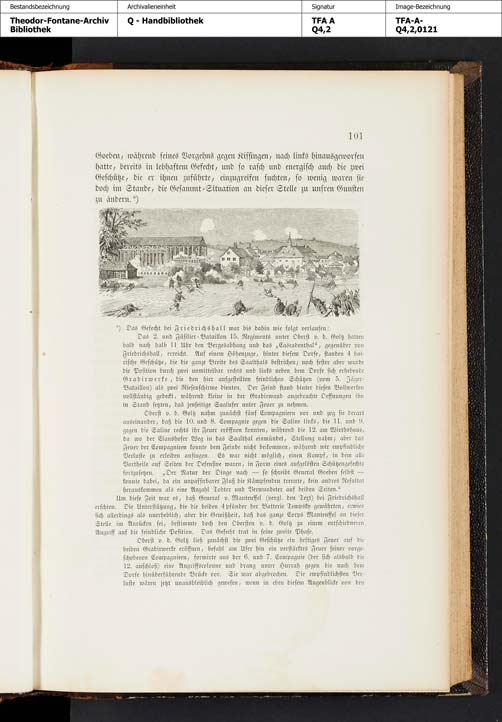 Bestandsbezeichnung
Archivalieneinheit
Signatur
Image-Bezeichnung
Theodor-Fontane-Archiv
Bibliothek
Q - Handbibliothek
TFA A
Q4,2
TFA-A-
Q4,2,0121
101
Goeben, während seines Vorgehns gegen Kissingen, nach links hinausgeworfen
hatte, bereits in lebhaftem Gefecht, und so rasch und energisch auch die zwei
Geschütze, die er ihnen zuführte, einzugreifen suchten, so wenig waren sie
doch im Stande, die Gesammt-Situation an dieser Stelle zu unsren Gunsten
zu ändern.*)
*) Das Gefecht bei Friedrichshall war bis dahin wie folgt verlaufen:
Das 2. und Füsilier-Bataillon 15. Regiments unter Oberst v. d. Goltz hatten
bald nach halb 11 Uhr den Bergesabhang und das „Cascadenthal“, gegenüber von
Friedrichshall, erreicht. Auf einem Höhenzuge, hinter diesem Dorfe, standen 4 bai-
rische Geschütze, die die ganze Breite des Saalthals bestrichen; noch fester aber wurde
die Position durch zwei unmittelbar rechts und links neben dem Dorfe sich erhebende
Gradirwerke, die den hier aufgestellten feindlichen Schützen (vom 5. Jäger-
Bataillon) als zwei Riesenschirme dienten. Der Feind stand hinter diesen Bollwerken
vollständig gedeckt, während kleine in der Gradirwand angebrachte Oeffnungen ihn
in Stand setzten, das jenseitige Saalufer unter Feuer zu nehmen.
Oberst v. d. Goltz nahm zunächst fünf Compagnieen vor und zog sie derart
auseinander, daß die 10. und 9. Compagnie gegen die Saline links, die 11. und 9.
gegen die Saline rechts ihr Feuer eröffnen konnten, während die 12. am Wirthshause,
da wo der Einoshofer Weg in das Saalthal einmündet, Stellung nahm; aber das
Feuer der Compagnieen konnte dem Feinde nicht beikommen, während wir empfindliche
Verluste zu erleiden anfingen. Es war nicht möglich, einen Kampf, in dem alle
Vortheile auf Seiten der Defensive waren, in Form eines aufgelösten Schützengefechts
fortzusetzen. „Der Natur der Dinge nach — so schreibt General Goeben selbst —
konnte dabei, da ein unpassirbarer Fluß die Kämpfenden trennte, kein andres Resultat
herauskommen als eine Anzahl Todter und Verwundeter auf beiden Seiten.“
Um diese Zeit war es, daß General v. Manteuffel (vergl. den Text) bei Friedrichshall
erschien. Die Unterstützung, die die beiden 4pfünder der Batterie Tempsky gewährten, erwies
sich allerdings als unerheblich, aber die Gewißheit, daß das ganze Corps Manteuffel an dieser
Stelle im Anrücken sei, bestimmte doch den Obersten v. d. Goltz zu einem entschiedneren
Angriff auf die feindliche Position. Das Gefecht trat in seine zweite Phase.
Oberst v. d. Goltz ließ zunächst die zwei Geschütze ein heftiges Feuer auf die
beiden Gradirwerke eröffnen, befahl am Ufer hin ein verstärktes Feuer seiner vorge-
schobenen Compagnieen, formirte aus der 6. und 7. Compagnie (der sich alsbald die
12. anschloß) eine Angriffscolonne und drang unter Hurrah gegen die nach dem
Dorfe hinüberführende Brücke vor. Sie war abgebrochen. Die empfindlichsten Ver-
luste wären jetzt unausbleiblich gewesen, wenn in eben diesem Augenblicke von den